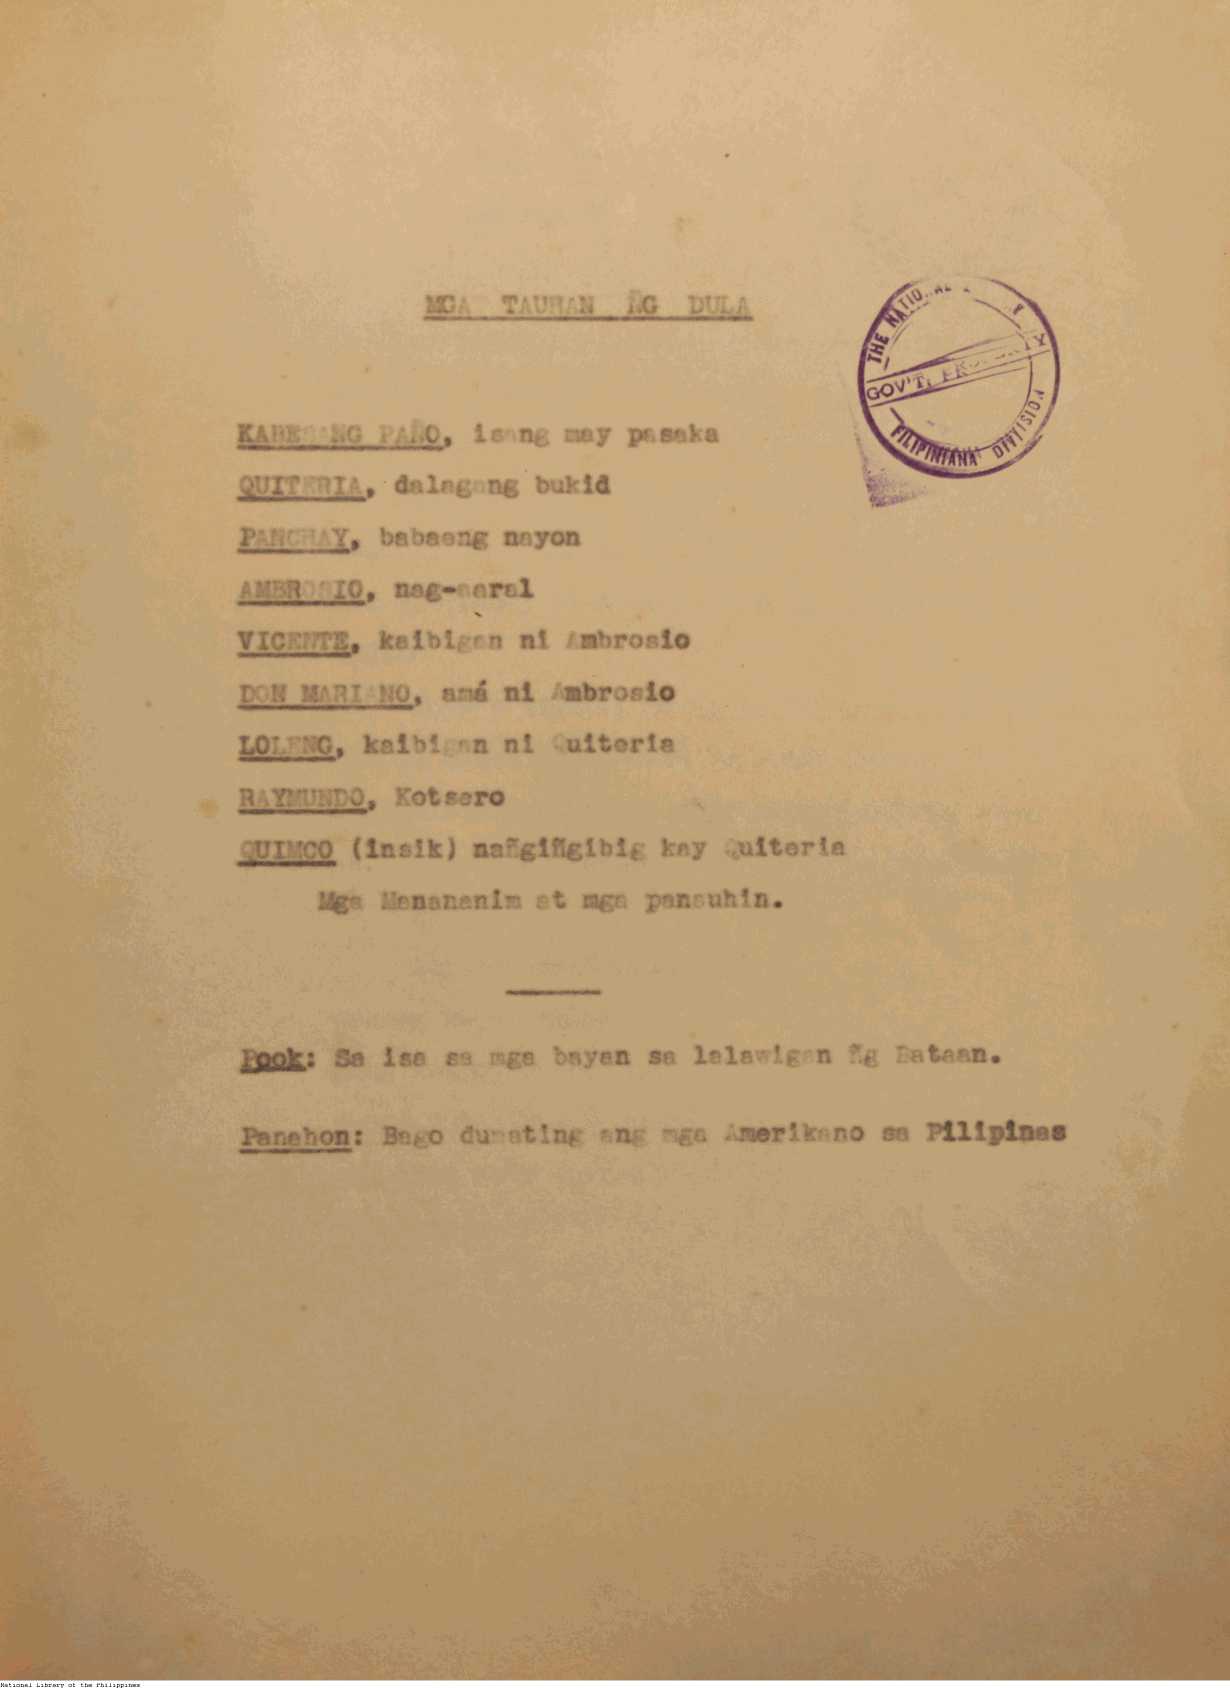 MGA TAUHAN ÑG DULA
THE NATIONAL
GOV'T. PROPERTY
FILIPINIANA DIVISION
KABESANG PAÑO, isang may pasaka
QUITERIA, dalagang bukid
PANCHAY, babaeng nayon
AMBROSIO, nag-aaral
VICENTE, kaibigan ni Ambrosio
DON MARIANO, amá ni Ambrosio
LOLENG, kaibigan ni Quiteria
RAYMUNDO, Kotsero
QUIMCO (insik) nañgiñgibig kay Quiteria
Mga Manananim at mga panauhin.
Pook: Sa isa sa mga bayan sa lalawigan ñg Bataan.
Panahon: Bago dumating ang mga Amerikano sa Pilipinas
National Library of the Philippines